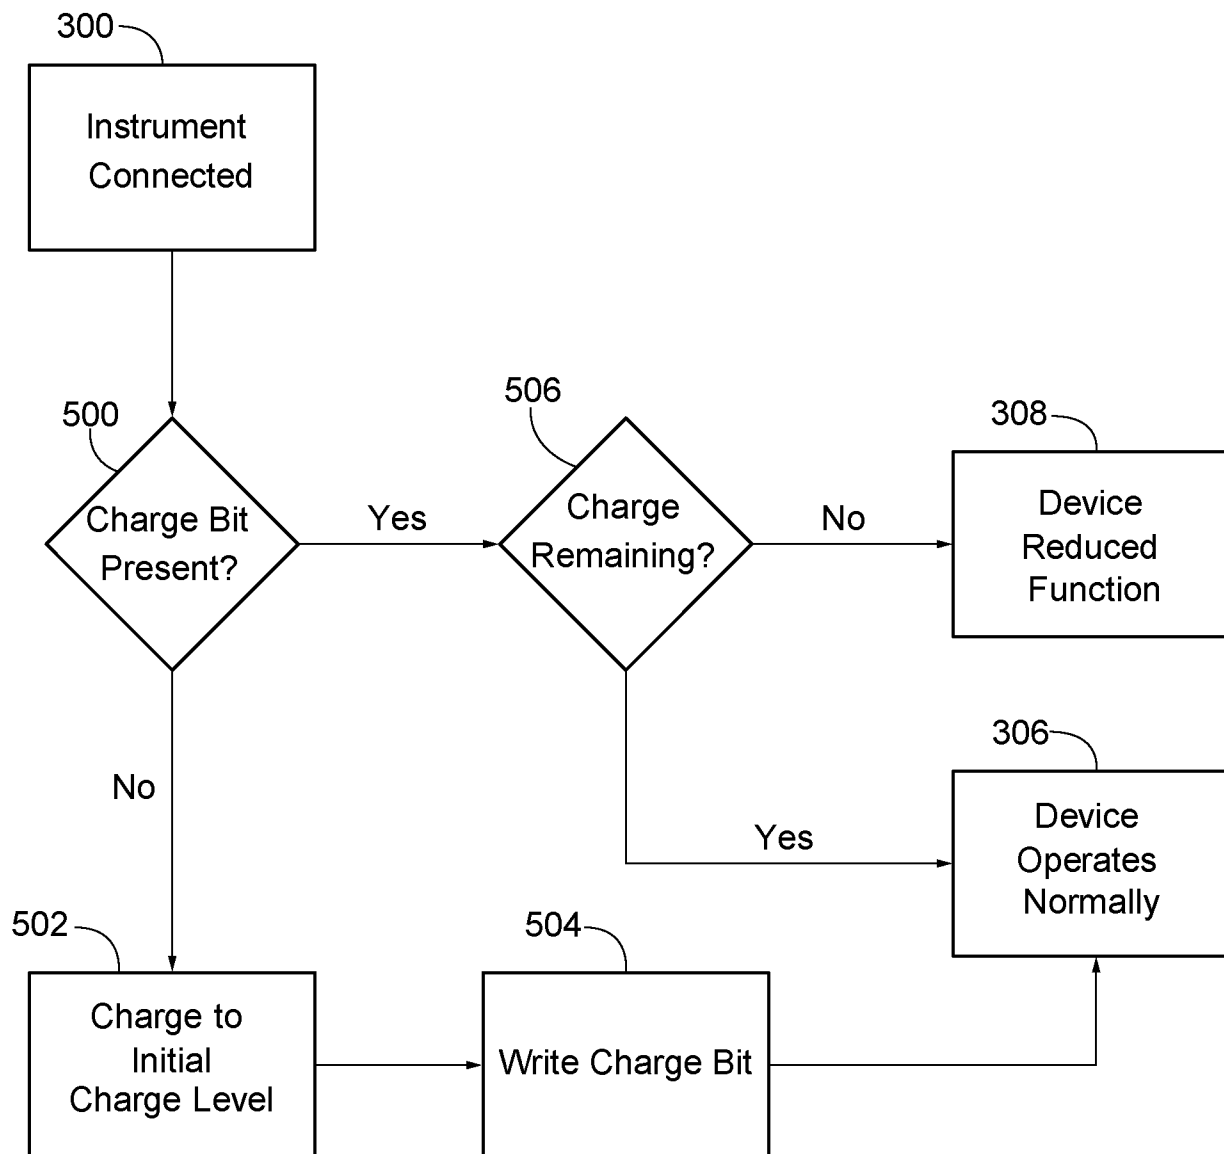 300
Instrument
Connected
500
Charge Bit
Present?
Yes
506
Charge
Remaining?
No
308
Device
Reduced
Function
No
Yes
306
Device
Operates
Normally
502
Charge to
Initial
Charge Level
504
Write Charge Bit